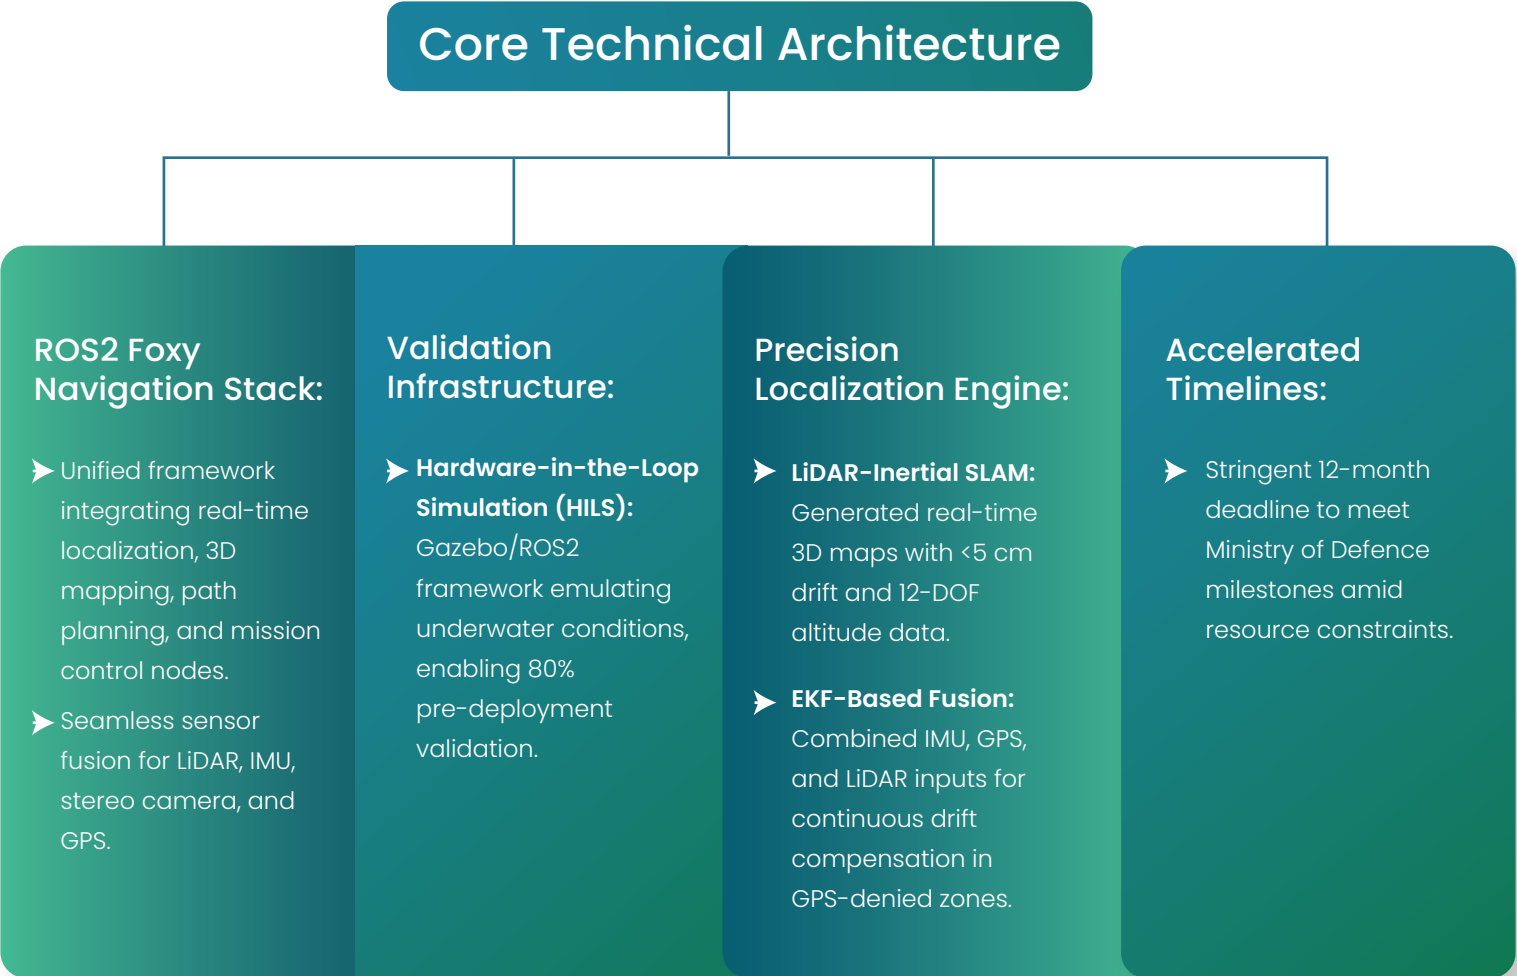 Core Technical Architecture
ROS2 Foxy
Navigation Stack:
Unified framework
integrating real-time
localization, 3D
mapping, path
planning, and mission
control nodes.
Seamless sensor
fusion for LiDAR, IMU,
stereo camera, and
GPS.
Validation
Infrastructure:
Hardware-in-the-Loop
Simulation (HILS):
Gazebo/ROS2
framework emulating
underwater conditions,
enabling 80%
pre-deployment
validation.
Precision
Localization Engine:
LiDAR-Inertial SLAM:
Generated real-time
3D maps with <5 cm
drift and 12-DOF
altitude data.
EKF-Based Fusion:
Combined IMU, GPS,
and LiDAR inputs for
continuous drift
compensation in
GPS-denied zones.
Accelerated
Timelines:
Stringent 12-month
deadline to meet
Ministry of Defence
milestones amid
resource constraints.